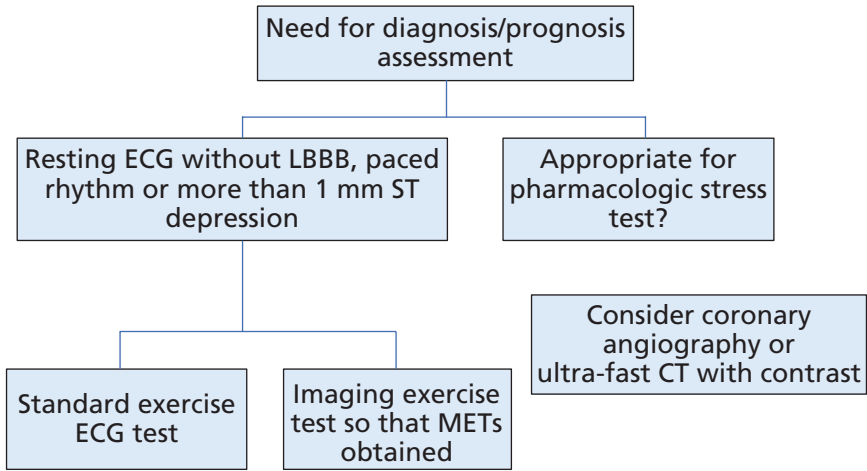 Need for diagnosis/prognosis
assessment
Resting ECG without LBBB, paced
rhythm or more than 1 mm ST
depression
Appropriate for
pharmacologic stress
test?
Consider coronary
angiography or
ultra-fast CT with contrast
Standard exercise
ECG test
Imaging exercise
test so that METs
obtained